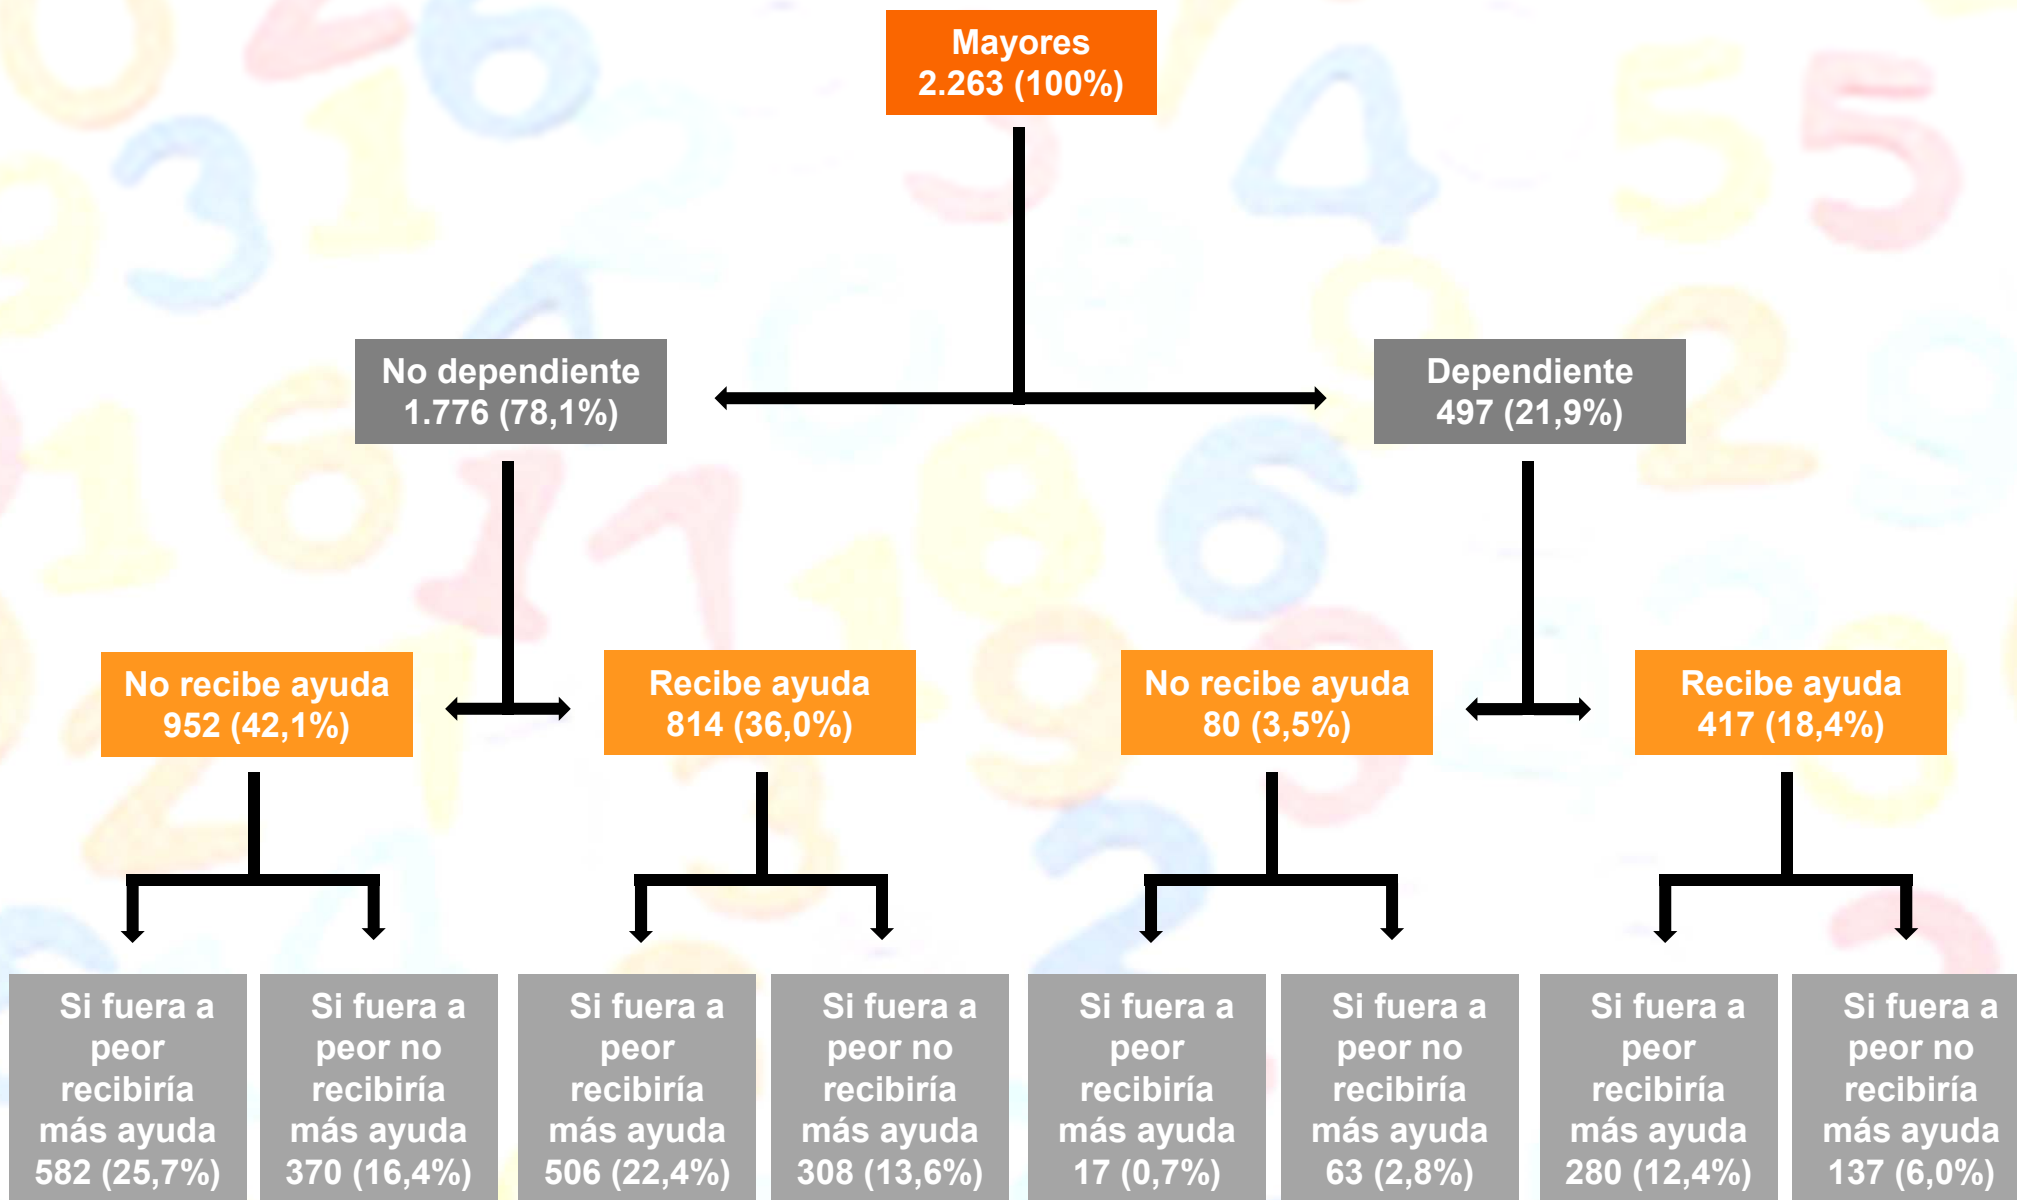 Mayores
2.263 (100%)
No dependiente
1.776 (78,1%)
Dependiente
497 (21,9%)
No recibe ayuda
952 (42,1%)
Recibe ayuda
814 (36,0%)
No recibe ayuda
80 (3,5%)
Recibe ayuda
417 (18,4%)
Si fuera a
peor
recibiría
más ayuda
582 (25,7%)
Si fuera a
peor no
recibiría
más ayuda
370 (16,4%)
Si fuera a
peor
recibiría
más ayuda
506 (22,4%)
Si fuera a
peor no
recibiría
más ayuda
308 (13,6%)
Si fuera a
peor
recibiría
más ayuda
17 (0,7%)
Si fuera a
peor no
recibiría
más ayuda
63 (2,8%)
Si fuera a
peor
recibiría
más ayuda
280 (12,4%)
Si fuera a
peor no
recibiría
más ayuda
137 (6,0%)